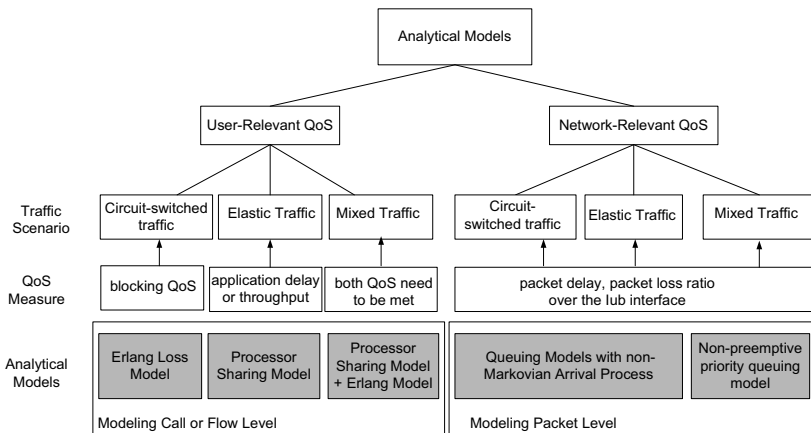 Analytical Models
User-Relevant QoS
Network-Relevant QoS
Traffic
Scenario
Circuit-switched
traffic
Elastic Traffic
Mixed Traffic
Circuit-
switched traffic
Elastic Traffic
Mixed Traffic
QoS
Measure
blocking QoS
application delay
or throughput
both QoS need
to be met
packet delay, packet loss ratio
over the Iub interface
Analytical
Models
Erlang Loss
Model
Processor
Sharing Model
Processor
Sharing Model
+ Erlang Model
Queuing Models with non-
Markovian Arrival Process
Non-preemptive
priority queuing
model
Modeling Call or Flow Level
Modeling Packet Level